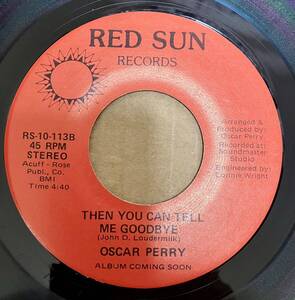 RED SUN
RECORDS
RS-10-113B
45 RPM
STEREO
Acuff - Rose
Publ., Co.
BMI
Time 4:40
Arranged &
Produced by:
Oscar Perry
Recorded at:
Soundmaster
Studio
Engineered by:
Lonnie Wright
THEN YOU CAN TELL
ME GOODBYE
(John D. Loudermilk)
OSCAR PERRY
ALBUM COMING SOON